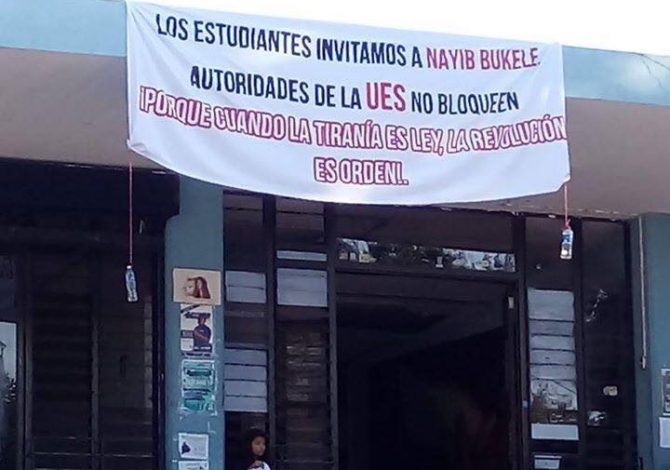 LOS ESTUDIANTES INVITAMOS A NAYIB BUKELE.
AUTORIDADES DE LA UES NO BLOQUEEN
¡PORQUE CUANDO LA TIRANÍA ES LEY, LA REVOLUCIÓN
ES ORDEN!.